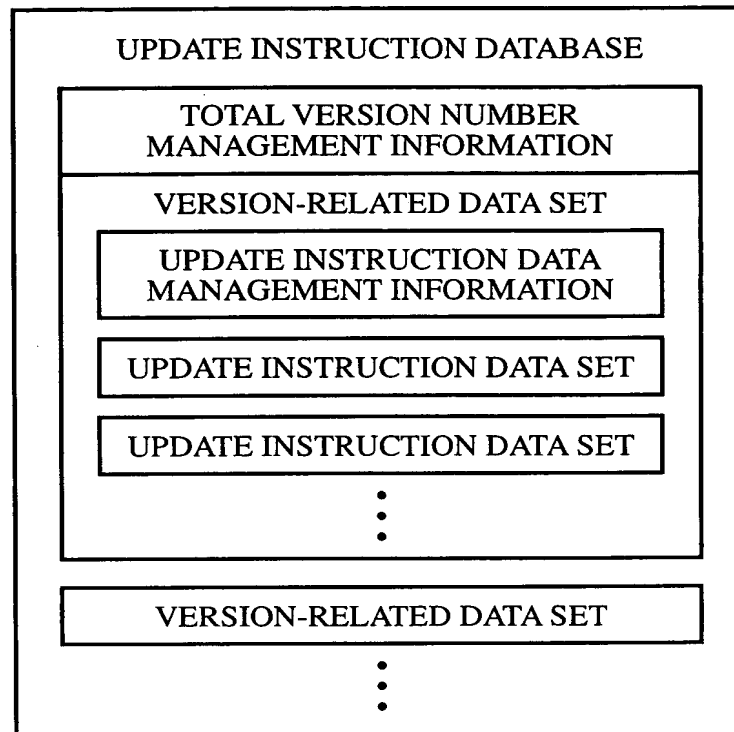 UPDATE INSTRUCTION DATABASE
TOTAL VERSION NUMBER
MANAGEMENT INFORMATION
VERSION-RELATED DATA SET
UPDATE INSTRUCTION DATA
MANAGEMENT INFORMATION
UPDATE INSTRUCTION DATA SET
UPDATE INSTRUCTION DATA SET
VERSION-RELATED DATA SET